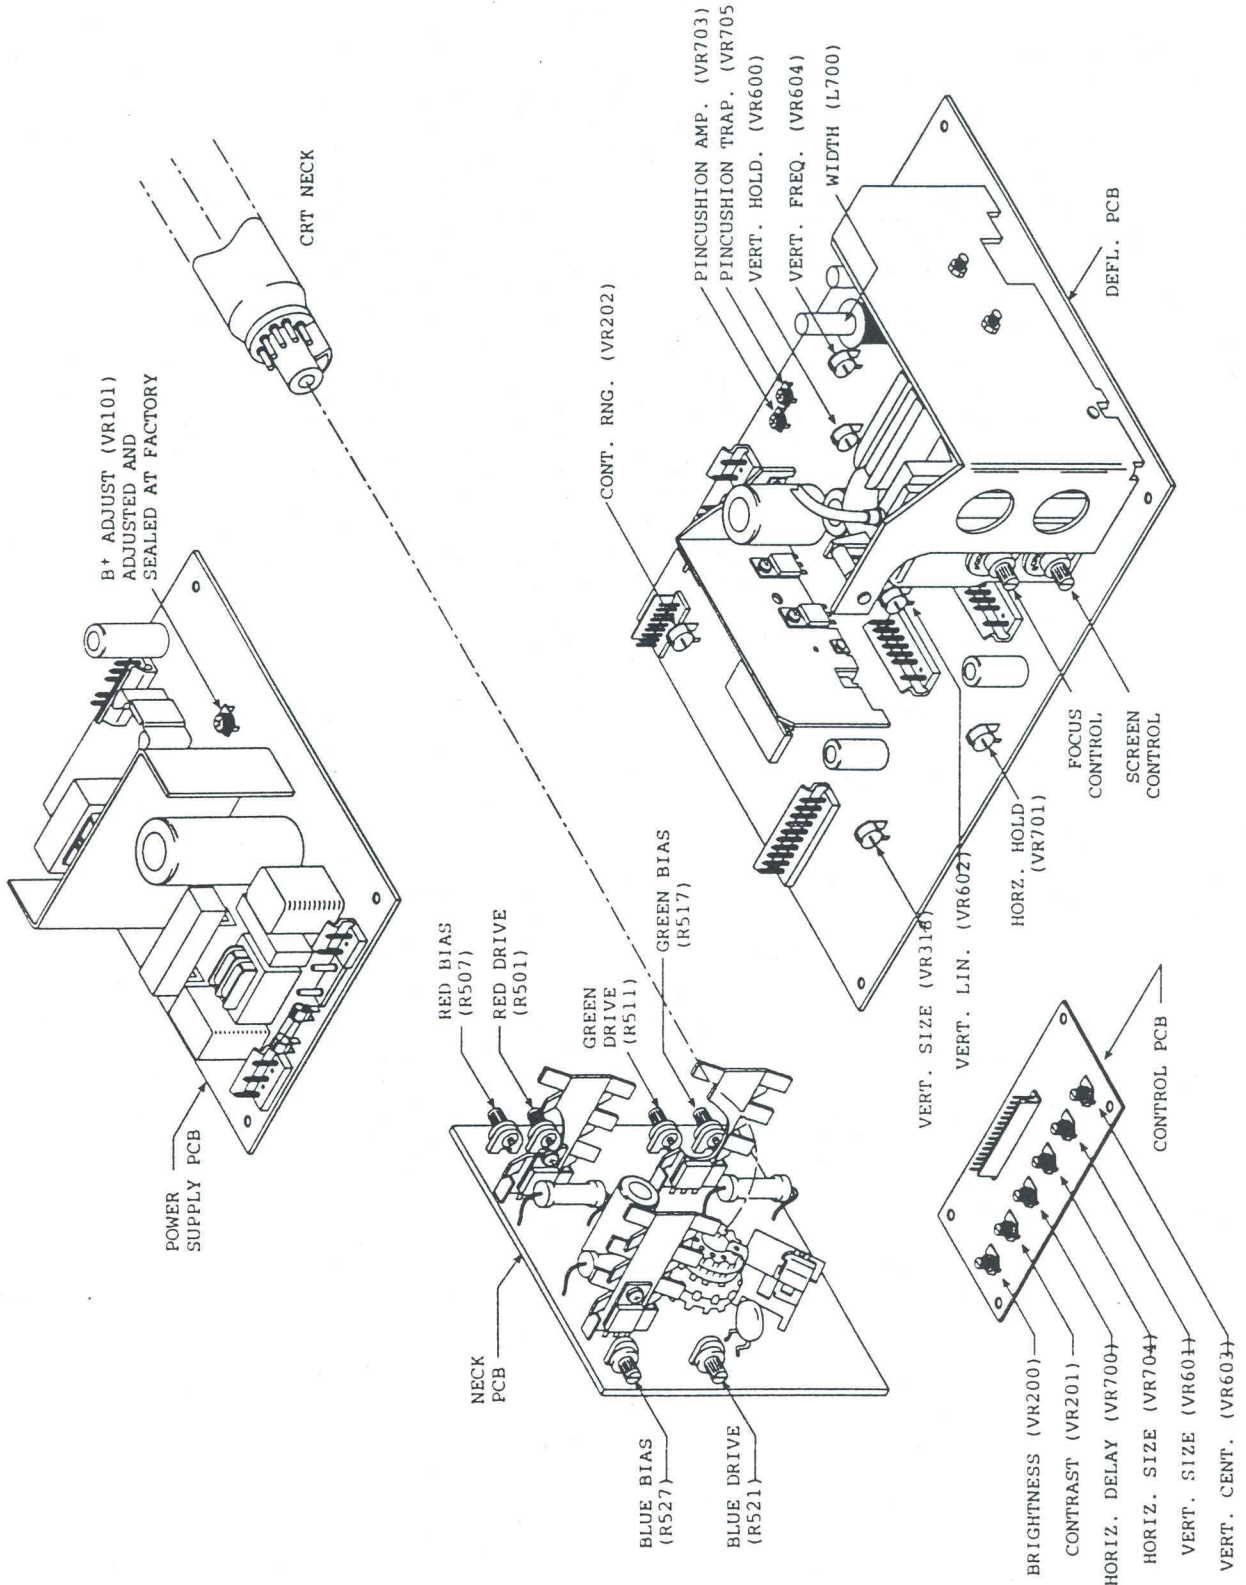 POWER
SUPPLY PCB
B+ ADJUST (VR101)
ADJUSTED AND
SEALED AT FACTORY
CRT NECK
NECK
PCB
RED BIAS
(R507)
RED DRIVE
(R501)
GREEN
DRIVE
(R511)
GREEN BIAS
(R517)
BLUE BIAS
(R527)
BLUE DRIVE
(R521)
CONT. RNG. (VR202)
PINCUSHION AMP. (VR703)
PINCUSHION TRAP. (VR705
VERT. HOLD. (VR600)
VERT. FREQ. (VR604)
WIDTH (L700)
DEFL. PCB
VERT. SIZE (VR318)
VERT. LIN. (VR602)
HORZ. HOLD
(VR701)
FOCUS
CONTROL
SCREEN
CONTROL
CONTROL PCB
BRIGHTNESS (VR200)
CONTRAST (VR201)
HORIZ. DELAY (VR700)
HORIZ. SIZE (VR704)
VERT. SIZE (VR601)
VERT. CENT. (VR603)